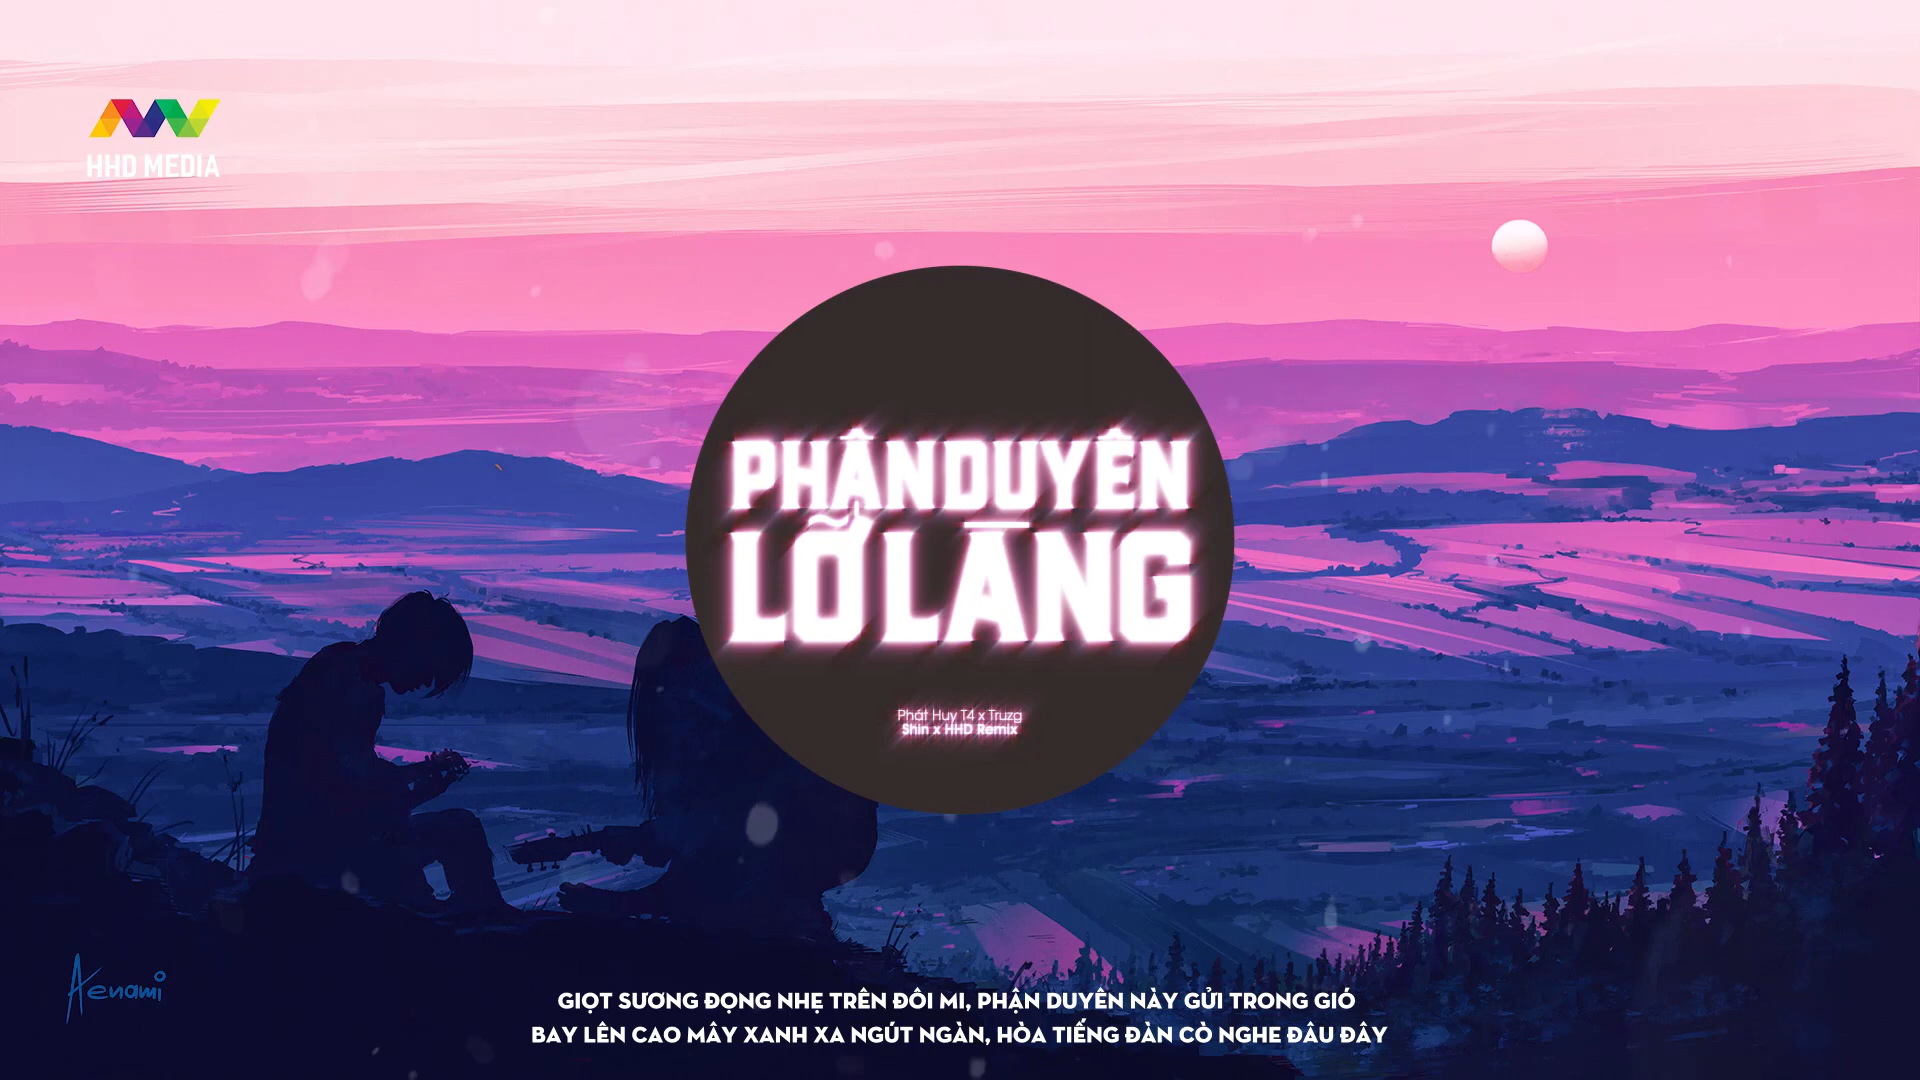 HHD MEDIA
PHẬN DUYÊN
LỠ LÀNG
Phát Huy T4 x Truzg
Shin x HHD Remix
Aenami
GIỌT SƯƠNG ĐỌNG NHẸ TRÊN ĐÔI MI, PHẬN DUYÊN NÀY GỬI TRONG GIÓ
BAY LÊN CAO MÂY XANH XA NGÚT NGÀN, HÒA TIẾNG ĐÀN CÒ NGHE ĐÂU ĐÂY